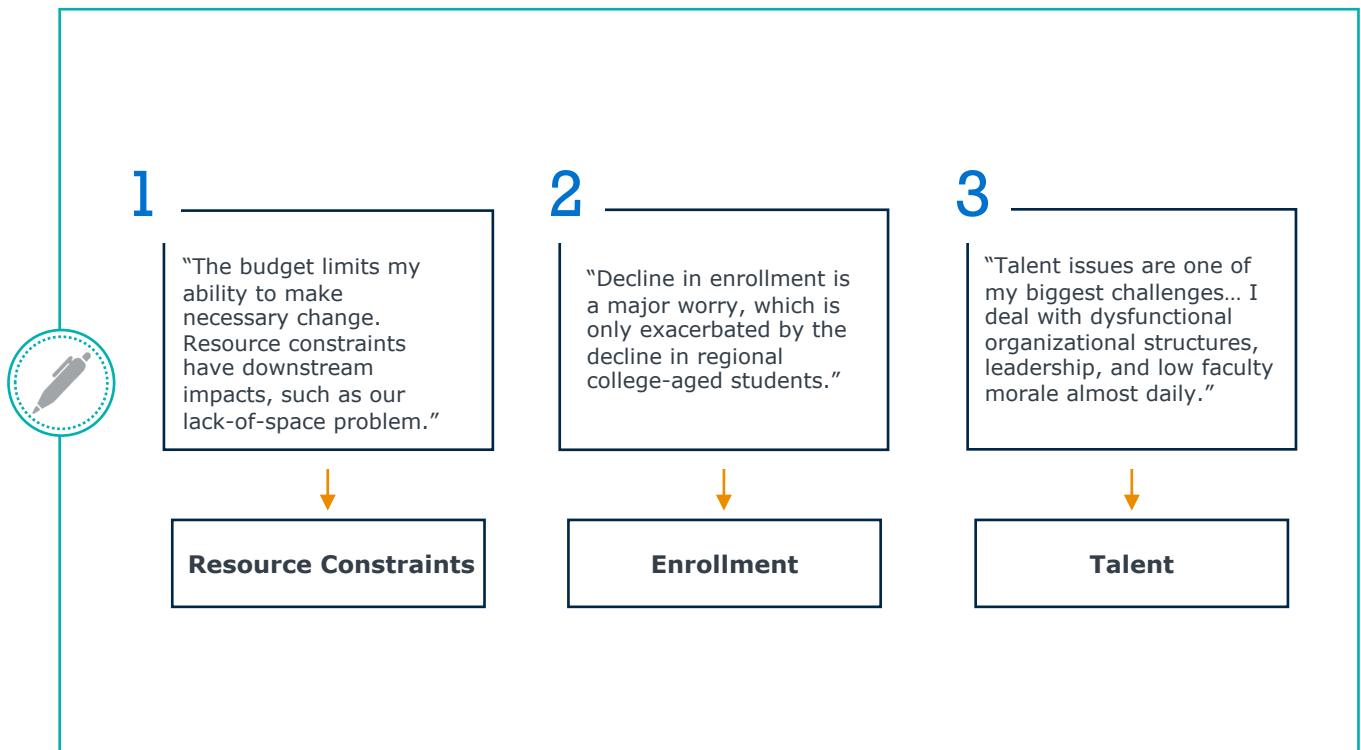 1
“The budget limits my
ability to make
necessary change.
Resource constraints
have downstream
impacts, such as our
lack-of-space problem.”
Resource Constraints
2
“Decline in enrollment is
a major worry, which is
only exacerbated by the
decline in regional
college-aged students.”
Enrollment
3
“Talent issues are one of
my biggest challenges… I
deal with dysfunctional
organizational structures,
leadership, and low faculty
morale almost daily.”
Talent